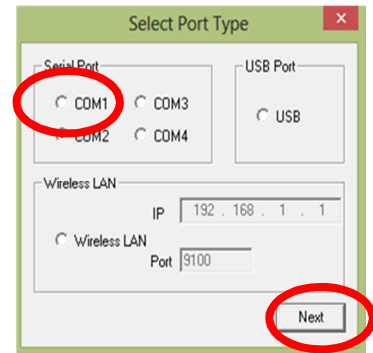 Select Port Type
x
Serial Port
USB Port
COM1
COM3
USB
COM2
COM4
Wireless LAN
IP
192 . 168 . 1 . 1
Wireless LAN
Port
9100
Next